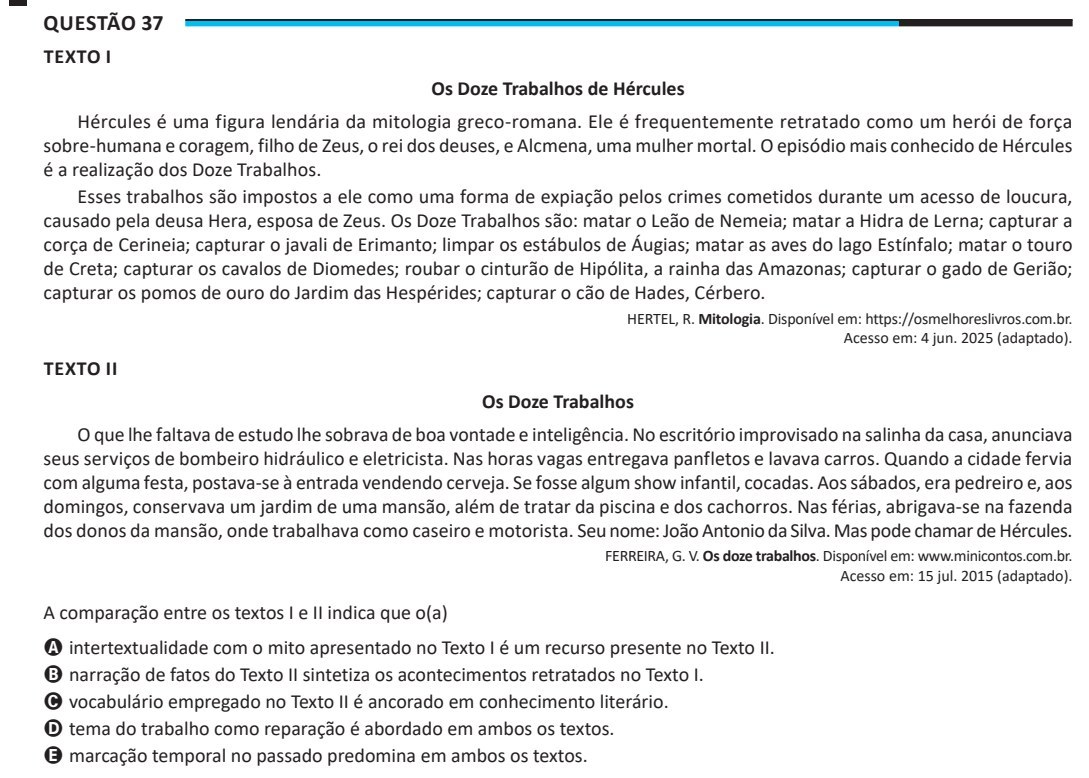 QUESTÃO 37
TEXTO I
Os Doze Trabalhos de Hércules
Hércules é uma figura lendária da mitologia greco-romana. Ele é frequentemente retratado como um herói de força
sobre-humana e coragem, filho de Zeus, o rei dos deuses, e Alcmena, uma mulher mortal. O episódio mais conhecido de Hércules
é a realização dos Doze Trabalhos.
Esses trabalhos são impostos a ele como uma forma de expiação pelos crimes cometidos durante um acesso de loucura,
causado pela deusa Hera, esposa de Zeus. Os Doze Trabalhos são: matar o Leão de Nemeia; matar a Hidra de Lerna; capturar a
corça de Cerineia; capturar o javali de Erimanto; limpar os estábulos de Áugias; matar as aves do lago Estínfalo; matar o touro
de Creta; capturar os cavalos de Diomedes; roubar o cinturão de Hipólita, a rainha das Amazonas; capturar o gado de Gerião;
capturar os pomos de ouro do Jardim das Hespérides; capturar o cão de Hades, Cérbero.
HERTEL, R. Mitologia. Disponível em: https://osmelhoreslivros.com.br.
Acesso em: 4 jun. 2025 (adaptado).
TEXTO II
Os Doze Trabalhos
O que lhe faltava de estudo lhe sobrava de boa vontade e inteligência. No escritório improvisado na salinha da casa, anunciava
seus serviços de bombeiro hidráulico e eletricista. Nas horas vagas entregava panfletos e lavava carros. Quando a cidade fervia
com alguma festa, postava-se à entrada vendendo cerveja. Se fosse algum show infantil, cocadas. Aos sábados, era pedreiro e, aos
domingos, conservava um jardim de uma mansão, além de tratar da piscina e dos cachorros. Nas férias, abrigava-se na fazenda
dos donos da mansão, onde trabalhava como caseiro e motorista. Seu nome: João Antonio da Silva. Mas pode chamar de Hércules.
FERREIRA, G. V. Os doze trabalhos. Disponível em: www.minicontos.com.br.
Acesso em: 15 jul. 2015 (adaptado).
A comparação entre os textos I e II indica que o(a)
A intertextualidade com o mito apresentado no Texto I é um recurso presente no Texto II.
B narração de fatos do Texto II sintetiza os acontecimentos retratados no Texto I.
C vocabulário empregado no Texto II é ancorado em conhecimento literário.
D tema do trabalho como reparação é abordado em ambos os textos.
E marcação temporal no passado predomina em ambos os textos.